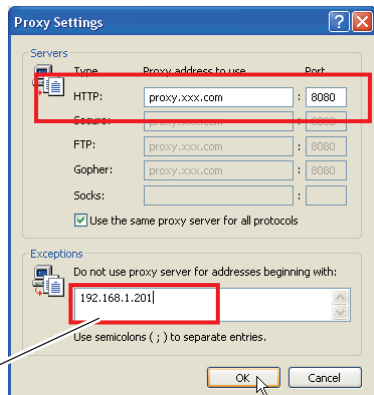 Proxy Settings
Servers
Type Proxy address to use Port
HTTP: proxy.xxx.com : 8080
Secure: proxy.xxx.com : 8080
FTP: proxy.xxx.com : 8080
Gopher: proxy.xxx.com : 8080
Socks: :
Use the same proxy server for all protocols
Exceptions
Do not use proxy server for addresses beginning with:
192.168.1.201
Use semicolons ( ; ) to separate entries.
OK Cancel